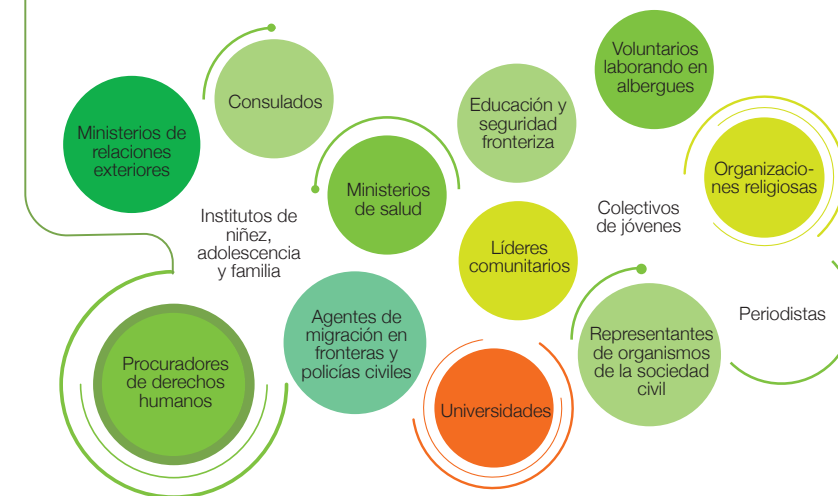 Voluntarios
laborando en
albergues
Consulados
Educación y
seguridad
fronteriza
Ministerios de
relaciones
exteriores
Organizacio-
nes religiosas
Ministerios
de salud
Institutos de
niñez,
adolescencia
y familia
Colectivos
de jóvenes
Líderes
comunitarios
Periodistas
Agentes de
migración en
fronteras y
policías civiles
Representantes
de organismos
de la sociedad
civil
Procuradores
de derechos
humanos
Universidades